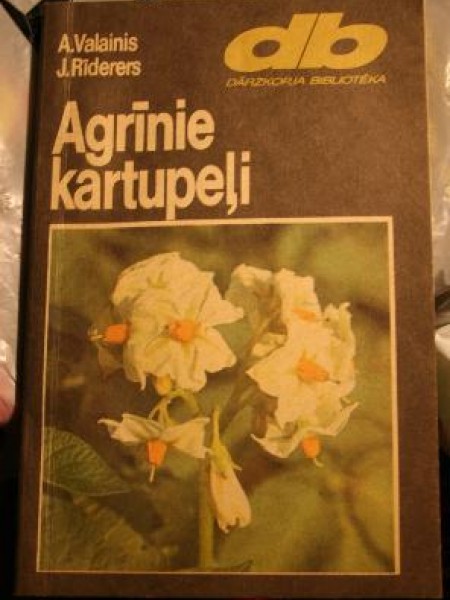 A.Valainis
J.Rīderers
db
DĀRZKOPJA BIBLIOTĒKA
Agrīnie
kartupeļi